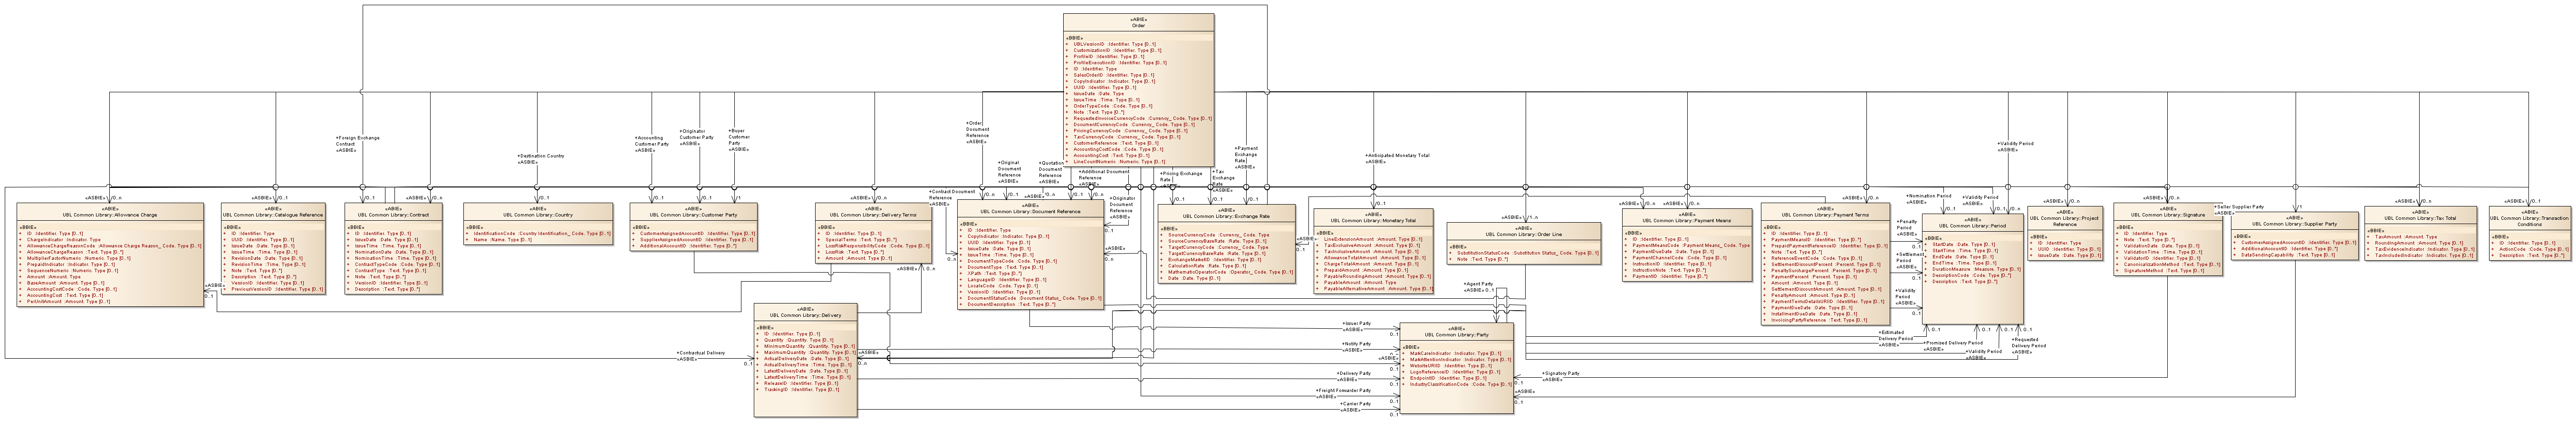 «ABIE»
Order
«BBIE»
+ UBLVersionID :Identifier. Type [0..1]
+ CustomizationID :Identifier. Type [0..1]
+ ProfileID :Identifier. Type [0..1]
+ ProfileExecutionID :Identifier. Type [0..1]
+ ID :Identifier. Type
+ SalesOrderID :Identifier. Type [0..1]
+ CopyIndicator :Indicator. Type [0..1]
+ UUID :Identifier. Type [0..1]
+ IssueDate :Date. Type
+ IssueTime :Time. Type [0..1]
+ OrderTypeCode :Code. Type [0..1]
+ Note :Text. Type [0..*]
+ RequestedInvoiceCurrencyCode :Currency_ Code. Type [0..1]
+ DocumentCurrencyCode :Currency_ Code. Type [0..1]
+ PricingCurrencyCode :Currency_ Code. Type [0..1]
+ TaxCurrencyCode :Currency_ Code. Type [0..1]
+ CustomerReference :Text. Type [0..1]
+ AccountingCostCode :Code. Type [0..1]
+ AccountingCost :Text. Type [0..1]
+ LineCountNumeric :Numeric. Type [0..1]
+Foreign Exchange
Contract
«ASBIE»
+Destination Country
«ASBIE»
+Accounting
Customer Party
«ASBIE»
+Originator
Customer Party
«ASBIE»
+Buyer
Customer
Party
«ASBIE»
+Order
Document
Reference
«ASBIE»
+Original
Document
Reference
«ASBIE»
+Quotation
Document
Reference
«ASBIE»
+Additional Document
Reference
«ASBIE»
+Originator
Document
Reference
«ASBIE»
+Contract Document
Reference
«ASBIE»
+Pricing Exchange
Rate
«ASBIE»
+Tax
Exchange
Rate
«ASBIE»
+Payment
Exchange
Rate
«ASBIE»
+Anticipated Monetary Total
«ASBIE»
+Validity Period
«ASBIE»
+Seller Supplier Party
«ASBIE»
«ABIE»
UBL Common Library::Allowance Charge
«BBIE»
+ ID :Identifier. Type [0..1]
+ ChargeIndicator :Indicator. Type
+ AllowanceChargeReasonCode :Allowance Charge Reason_ Code. Type [0..1]
+ AllowanceChargeReason :Text. Type [0..*]
+ MultiplierFactorNumeric :Numeric. Type [0..1]
+ PrepaidIndicator :Indicator. Type [0..1]
+ SequenceNumeric :Numeric. Type [0..1]
+ Amount :Amount. Type
+ BaseAmount :Amount. Type [0..1]
+ AccountingCostCode :Code. Type [0..1]
+ AccountingCost :Text. Type [0..1]
+ PerUnitAmount :Amount. Type [0..1]
«ABIE»
UBL Common Library::Catalogue Reference
«BBIE»
+ ID :Identifier. Type
+ UUID :Identifier. Type [0..1]
+ IssueDate :Date. Type [0..1]
+ IssueTime :Time. Type [0..1]
+ RevisionDate :Date. Type [0..1]
+ RevisionTime :Time. Type [0..1]
+ Note :Text. Type [0..*]
+ Description :Text. Type [0..*]
+ VersionID :Identifier. Type [0..1]
+ PreviousVersionID :Identifier. Type [0..1]
«ABIE»
UBL Common Library::Contract
«BBIE»
+ ID :Identifier. Type [0..1]
+ IssueDate :Date. Type [0..1]
+ IssueTime :Time. Type [0..1]
+ NominationDate :Date. Type [0..1]
+ NominationTime :Time. Type [0..1]
+ ContractTypeCode :Code. Type [0..1]
+ ContractType :Text. Type [0..1]
+ Note :Text. Type [0..*]
+ VersionID :Identifier. Type [0..1]
+ Description :Text. Type [0..*]
«ABIE»
UBL Common Library::Country
«BBIE»
+ IdentificationCode :Country Identification_ Code. Type [0..1]
+ Name :Name. Type [0..1]
«ABIE»
UBL Common Library::Customer Party
«BBIE»
+ CustomerAssignedAccountID :Identifier. Type [0..1]
+ SupplierAssignedAccountID :Identifier. Type [0..1]
+ AdditionalAccountID :Identifier. Type [0..*]
«ABIE»
UBL Common Library::Delivery Terms
«BBIE»
+ ID :Identifier. Type [0..1]
+ SpecialTerms :Text. Type [0..*]
+ LossRiskResponsibilityCode :Code. Type [0..1]
+ LossRisk :Text. Type [0..*]
+ Amount :Amount. Type [0..1]
«ABIE»
UBL Common Library::Document Reference
«BBIE»
+ ID :Identifier. Type
+ CopyIndicator :Indicator. Type [0..1]
+ UUID :Identifier. Type [0..1]
+ IssueDate :Date. Type [0..1]
+ IssueTime :Time. Type [0..1]
+ DocumentTypeCode :Code. Type [0..1]
+ DocumentType :Text. Type [0..1]
+ XPath :Text. Type [0..*]
+ LanguageID :Identifier. Type [0..1]
+ LocaleCode :Code. Type [0..1]
+ VersionID :Identifier. Type [0..1]
+ DocumentStatusCode :Document Status_ Code. Type [0..1]
+ DocumentDescription :Text. Type [0..*]
«ABIE»
UBL Common Library::Exchange Rate
«BBIE»
+ SourceCurrencyCode :Currency_ Code. Type
+ SourceCurrencyBaseRate :Rate. Type [0..1]
+ TargetCurrencyCode :Currency_ Code. Type
+ TargetCurrencyBaseRate :Rate. Type [0..1]
+ ExchangeMarketID :Identifier. Type [0..1]
+ CalculationRate :Rate. Type [0..1]
+ MathematicOperatorCode :Operator_ Code. Type [0..1]
+ Date :Date. Type [0..1]
«ABIE»
UBL Common Library::Monetary Total
«BBIE»
+ LineExtensionAmount :Amount. Type [0..1]
+ TaxExclusiveAmount :Amount. Type [0..1]
+ TaxInclusiveAmount :Amount. Type [0..1]
+ AllowanceTotalAmount :Amount. Type [0..1]
+ ChargeTotalAmount :Amount. Type [0..1]
+ PrepaidAmount :Amount. Type [0..1]
+ PayableRoundingAmount :Amount. Type [0..1]
+ PayableAmount :Amount. Type
+ PayableAlternativeAmount :Amount. Type [0..1]
«ABIE»
UBL Common Library::Order Line
«BBIE»
+ SubstitutionStatusCode :Substitution Status_ Code. Type [0..1]
+ Note :Text. Type [0..*]
«ABIE»
UBL Common Library::Payment Means
«BBIE»
+ ID :Identifier. Type [0..1]
+ PaymentMeansCode :Payment Means_ Code. Type
+ PaymentDueDate :Date. Type [0..1]
+ PaymentChannelCode :Code. Type [0..1]
+ InstructionID :Identifier. Type [0..1]
+ InstructionNote :Text. Type [0..*]
+ PaymentID :Identifier. Type [0..*]
«ABIE»
UBL Common Library::Payment Terms
«BBIE»
+ ID :Identifier. Type [0..1]
+ PaymentMeansID :Identifier. Type [0..*]
+ Note :Text. Type [0..*]
+ ReferenceEventCode :Code. Type [0..1]
+ SettlementDiscountPercent :Percent. Type [0..1]
+ PenaltySurchargePercent :Percent. Type [0..1]
+ PaymentPercent :Percent. Type [0..1]
+ Amount :Amount. Type [0..1]
+ SettlementDiscountAmount :Amount. Type [0..1]
+ PenaltyAmount :Amount. Type [0..1]
+ PaymentTermsDetailsURIID :Identifier. Type [0..1]
+ PaymentDueDate :Date. Type [0..1]
+ InstallmentDueDate :Date. Type [0..1]
+ InvoicingPartyReference :Text. Type [0..1]
+Nomination Period
«ASBIE»
+Validity Period
«ASBIE»
+Penalty
Period
«ASBIE»
+Settlement
Period
«ASBIE»
+Validity
Period
«ASBIE»
«ABIE»
UBL Common Library::Period
«BBIE»
+ StartDate :Date. Type [0..1]
+ StartTime :Time. Type [0..1]
+ EndDate :Date. Type [0..1]
+ EndTime :Time. Type [0..1]
+ DurationMeasure :Measure. Type [0..1]
+ DescriptionCode :Code. Type [0..*]
+ Description :Text. Type [0..*]
«ABIE»
UBL Common Library::Project
Reference
«BBIE»
+ ID :Identifier. Type
+ UUID :Identifier. Type [0..1]
+ IssueDate :Date. Type [0..1]
«ABIE»
UBL Common Library::Signature
«BBIE»
+ ID :Identifier. Type
+ Note :Text. Type [0..*]
+ ValidationDate :Date. Type [0..1]
+ ValidationTime :Time. Type [0..1]
+ ValidatorID :Identifier. Type [0..1]
+ CanonicalizationMethod :Text. Type [0..1]
+ SignatureMethod :Text. Type [0..1]
«ABIE»
UBL Common Library::Supplier Party
«BBIE»
+ CustomerAssignedAccountID :Identifier. Type [0..1]
+ AdditionalAccountID :Identifier. Type [0..*]
+ DataSendingCapability :Text. Type [0..1]
«ABIE»
UBL Common Library::Tax Total
«BBIE»
+ TaxAmount :Amount. Type
+ RoundingAmount :Amount. Type [0..1]
+ TaxEvidenceIndicator :Indicator. Type [0..1]
+ TaxIncludedIndicator :Indicator. Type [0..1]
«ABIE»
UBL Common Library::Transaction
Conditions
«BBIE»
+ ID :Identifier. Type [0..1]
+ ActionCode :Code. Type [0..1]
+ Description :Text. Type [0..*]
«ABIE»
UBL Common Library::Delivery
«BBIE»
+ ID :Identifier. Type [0..1]
+ Quantity :Quantity. Type [0..1]
+ MinimumQuantity :Quantity. Type [0..1]
+ MaximumQuantity :Quantity. Type [0..1]
+ ActualDeliveryDate :Date. Type [0..1]
+ ActualDeliveryTime :Time. Type [0..1]
+ LatestDeliveryDate :Date. Type [0..1]
+ LatestDeliveryTime :Time. Type [0..1]
+ ReleaseID :Identifier. Type [0..1]
+ TrackingID :Identifier. Type [0..1]
+Contractual Delivery
«ASBIE»
0..1
+Agent Party
«ASBIE» 0..1
+Issuer Party
«ASBIE»
+Notify Party
«ASBIE»
+Delivery Party
«ASBIE»
+Freight Forwarder Party
«ASBIE»
+Carrier Party
«ASBIE»
«ABIE»
UBL Common Library::Party
«BBIE»
+ MarkCareIndicator :Indicator. Type [0..1]
+ MarkAttentionIndicator :Indicator. Type [0..1]
+ WebsiteURIID :Identifier. Type [0..1]
+ LogoReferenceID :Identifier. Type [0..1]
+ EndpointID :Identifier. Type [0..1]
+ IndustryClassificationCode :Code. Type [0..1]
+Signatory Party
«ASBIE»
+Estimated
Delivery Period
«ASBIE»
+Promised Delivery Period
«ASBIE»
+Validity Period
«ASBIE»
+Requested
Delivery Period
«ASBIE»